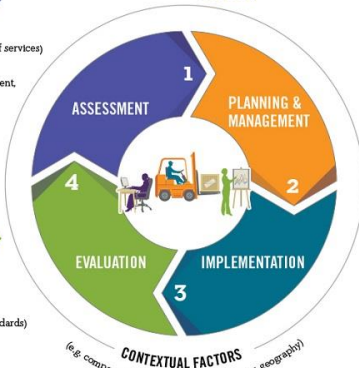 f services)
ent,
1
ASSESSMENT
PLANNING &
MANAGEMENT
4
2
EVALUATION
IMPLEMENTATION
3
dards)
CONTEXTUAL FACTORS
(e.g. comp
geography)